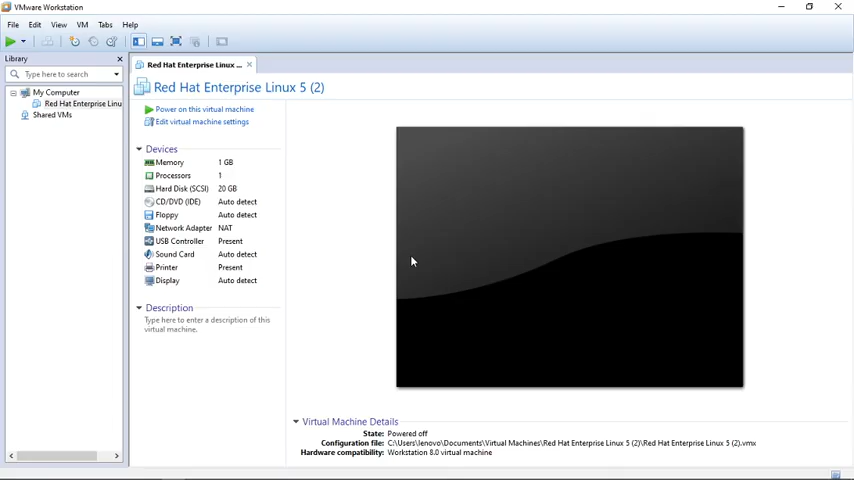 VMware Workstation
File Edit View VM Tabs Help
Library
Type here to search
My Computer
Red Hat Enterprise Linu
Shared VMs
Red Hat Enterprise Linux ...
Red Hat Enterprise Linux 5 (2)
Power on this virtual machine
Edit virtual machine settings
Devices
Memory 1 GB
Processors 1
Hard Disk (SCSI) 20 GB
CD/DVD (IDE) Auto detect
Floppy Auto detect
Network Adapter NAT
USB Controller Present
Sound Card Auto detect
Printer Present
Display Auto detect
Description
Type here to enter a description of this
virtual machine.
Virtual Machine Details
State: Powered off
Configuration file: C:\Users\lenovo\Documents\Virtual Machines\Red Hat Enterprise Linux 5 (2)\Red Hat Enterprise Linux 5 (2).vmx
Hardware compatibility: Workstation 8.0 virtual machine